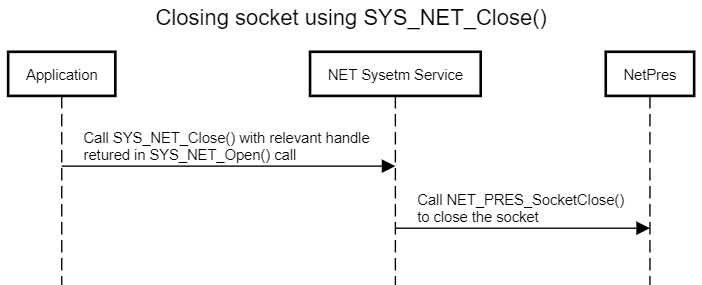 Closing socket using SYS_NET_Close()
Application
NET Sysetm Service
NetPres
Call SYS_NET_Close() with relevant handle
retured in SYS_NET_Open() call
Call NET_PRES_SocketClose()
to close the socket